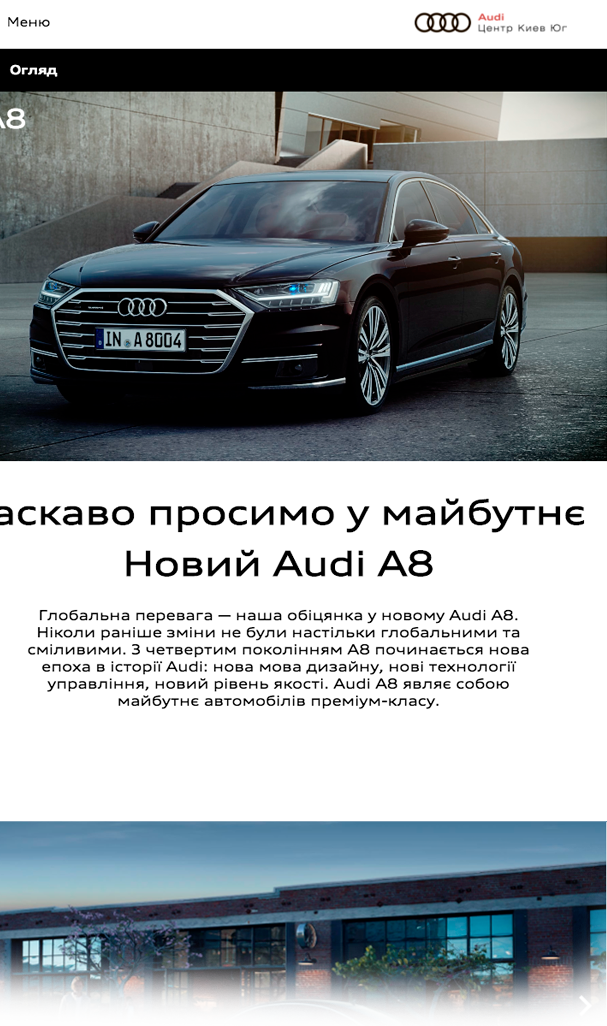 Меню
Audi
Центр Киев Юг
Огляд
A8
quattro
IN A 8004
аскаво просимо у майбутнє
Новий Audi A8
Глобальна перевага — наша обіцянка у новому Audi A8.
Ніколи раніше зміни не були настільки глобальними та
сміливими. З четвертим поколінням A8 починається нова
епоха в історії Audi: нова мова дизайну, нові технології
управління, новий рівень якості. Audi A8 являє собою
майбутнє автомобілів преміум-класу.